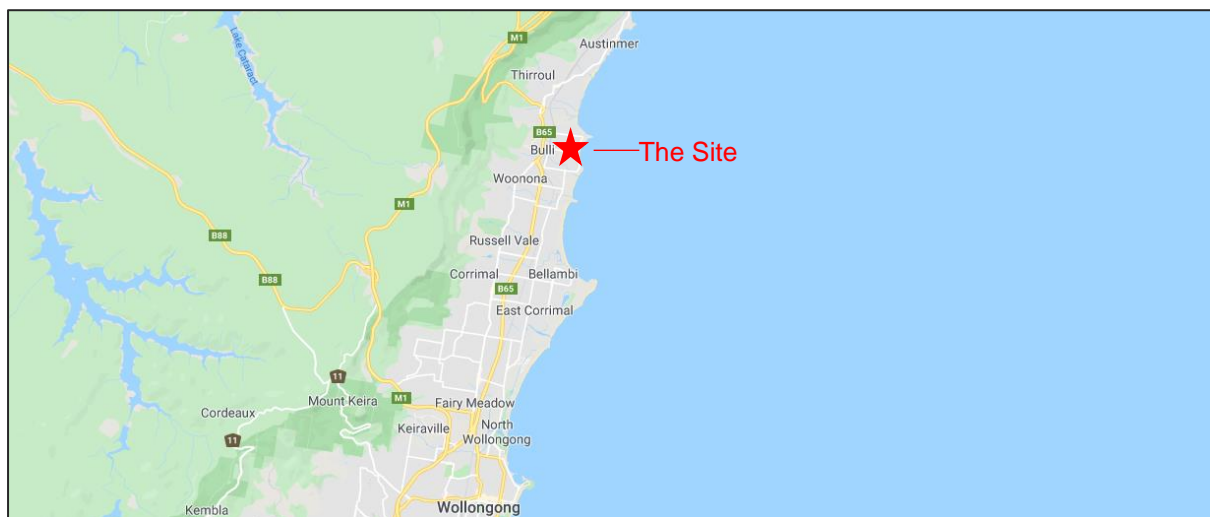 Lake Cataract
M1
Austinmer
Thirroul
B65
Bulli
The Site
Woonona
M1
B88
Russell Vale
Corrimal
Bellambi
B88
B65
East Corrimal
11
Mount Keira
M1
Fairy Meadow
Cordeaux
Keiraville
North
Wollongong
11
Kembla
Wollongong